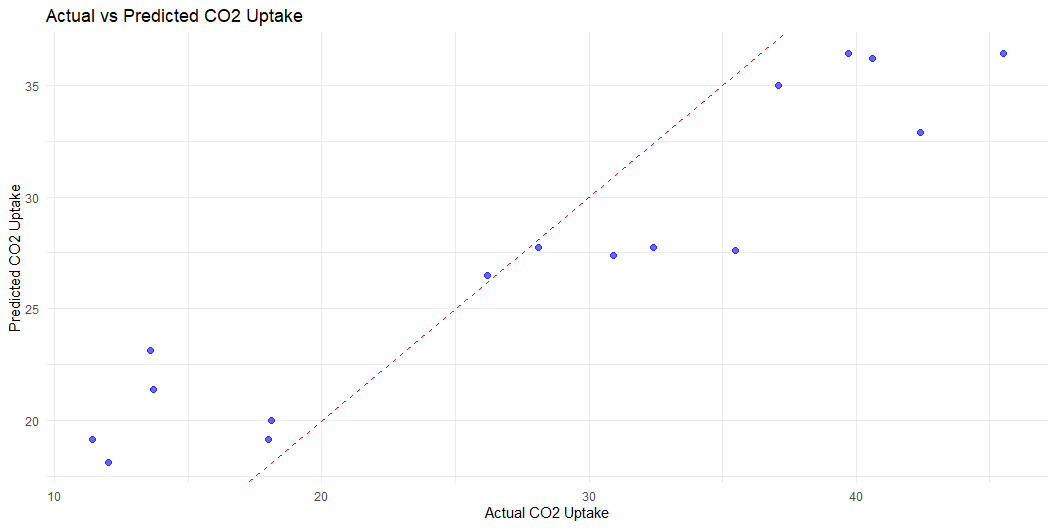 Actual vs Predicted CO2 Uptake
Predicted CO2 Uptake
35
30
25
20
10 20 30 40
Actual CO2 Uptake